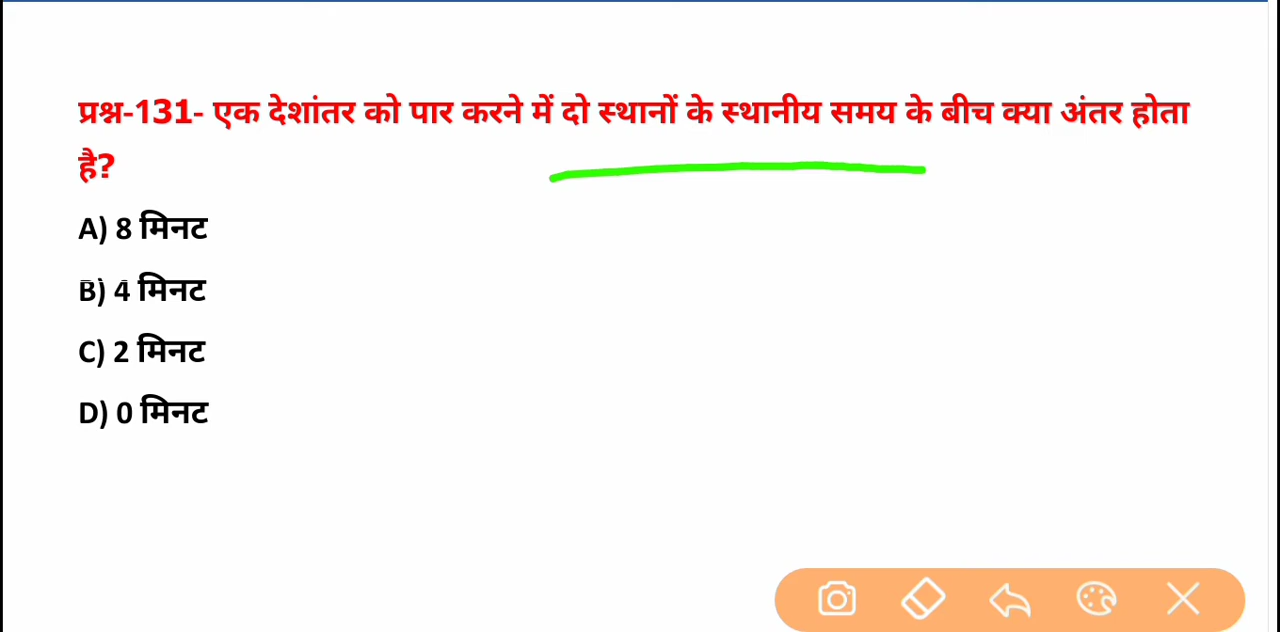 प्रश्न-131- एक देशांतर को पार करने में दो स्थानों के स्थानीय समय के बीच क्या अंतर होता
है?
A) 8 मिनट
B) 4 मिनट
C) 2 मिनट
D) 0 मिनट